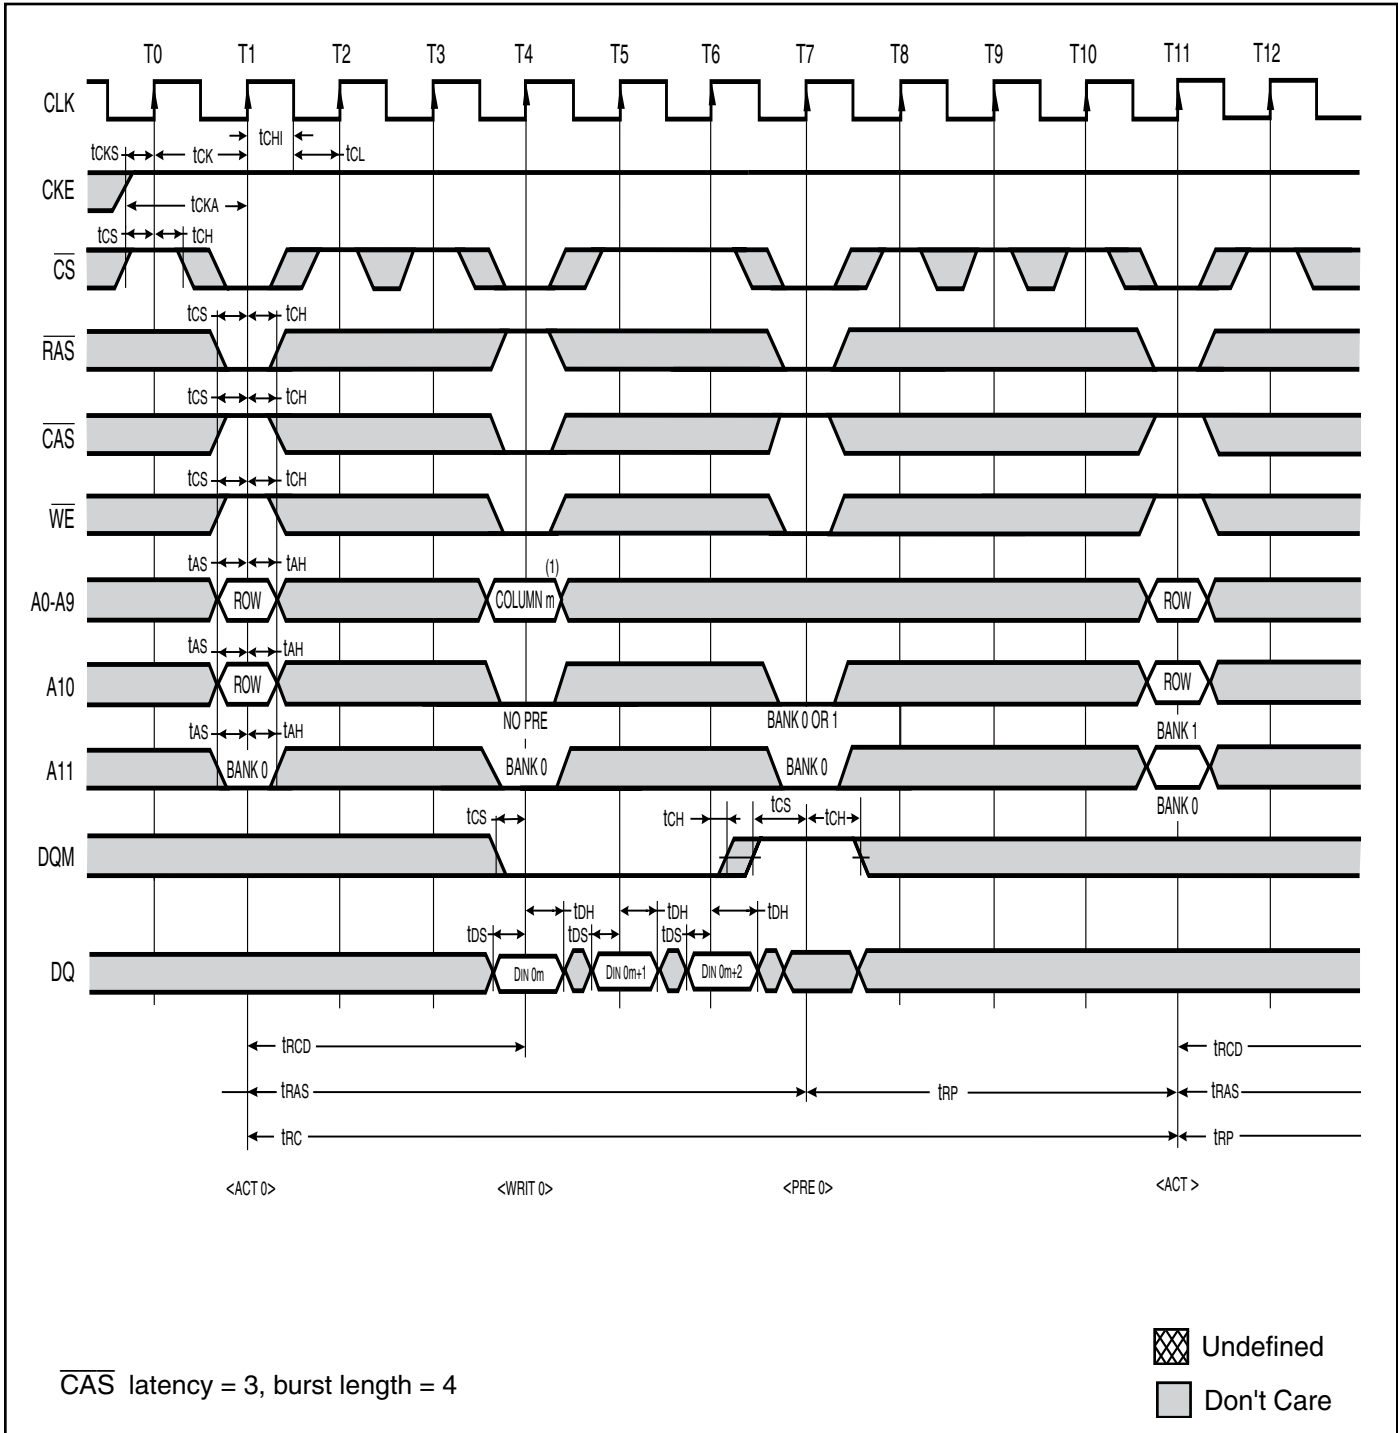 T0 T1 T2 T3 T4 T5 T6 T7 T8 T9 T10 T11 T12
CLK
tCHI
tCKS tCK tCL
CKE
tCKA
tCS tCH
CS
tCS tCH
RAS
tCS tCH
CAS
tCS tCH
WE
tAS tAH (1)
A0-A9 ROW COLUMN m ROW
tAS tAH
A10 ROW ROW
NO PRE BANK 0 OR 1 BANK 1
tAS tAH
A11 BANK 0 BANK 0 BANK 0
BANK 0
tCS tCH tCS tCH
DQM
tDH tDH tDH
tDS tDS tDS
DQ DIN 0m DIN 0m+1 DIN 0m+2
tRCD tRCD
tRAS tRP tRAS
tRC tRP
<ACT 0> <WRIT 0> <PRE 0> <ACT >
Undefined
CAS latency = 3, burst length = 4
Don't Care